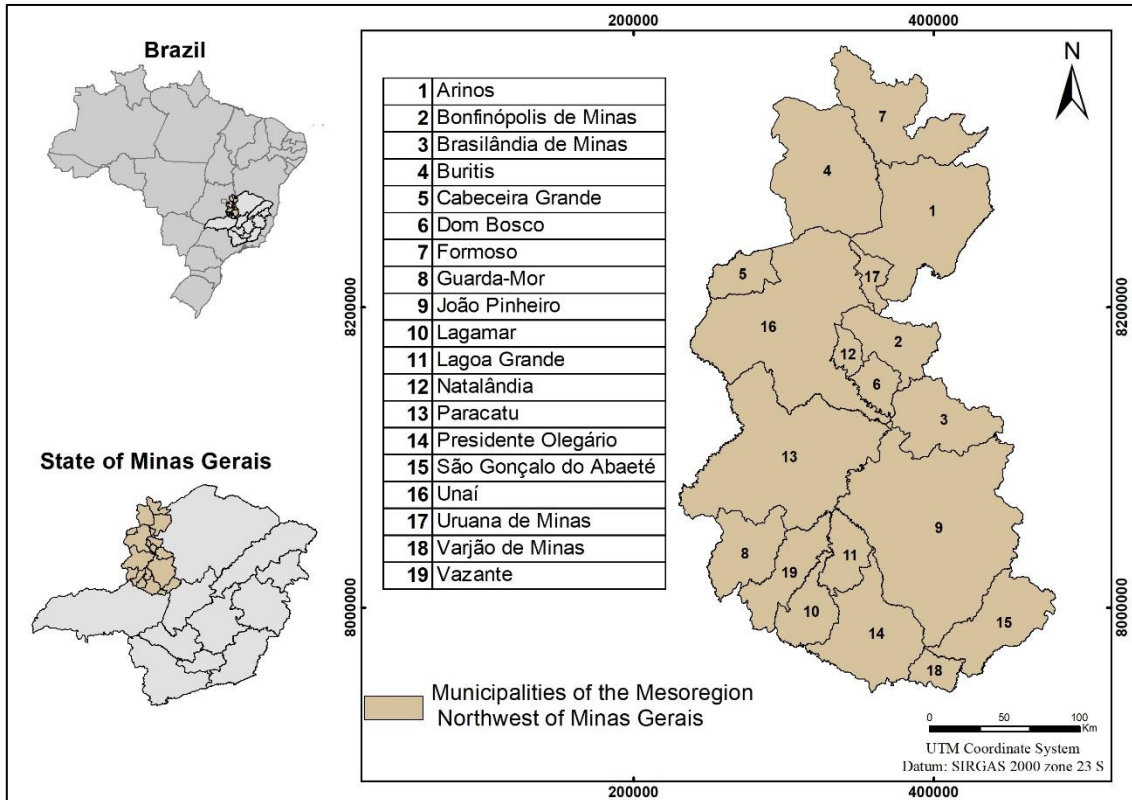 Brazil
State of Minas Gerais
200000
400000
N
1 Arinos
2 Bonfinópolis de Minas
3 Brasilândia de Minas
4 Buritis
5 Cabeceira Grande
6 Dom Bosco
7 Formoso
8 Guarda-Mor
9 João Pinheiro
10 Lagamar
11 Lagoa Grande
12 Natalândia
13 Paracatu
14 Presidente Olegário
15 São Gonçalo do Abaeté
16 Unaí
17 Uruana de Minas
18 Varjão de Minas
19 Vazante
7
4
1
5
17
16
2
12
6
3
13
9
8
11
19
10
14
15
18
8200000
8000000
8200000
8000000
Municipalities of the Mesoregion
Northwest of Minas Gerais
0 50 100
Km
UTM Coordinate System
Datum: SIRGAS 2000 zone 23 S
200000
400000